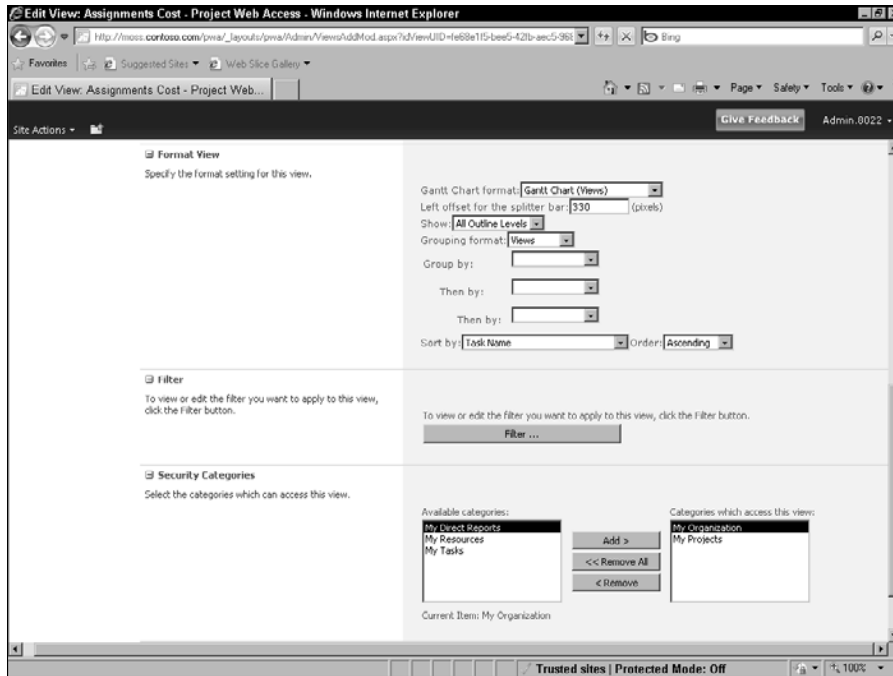 Edit View: Assignments Cost - Project Web Access - Windows Internet Explorer
http://moss.contoso.com/pwa/_layouts/pwa/Admin/ViewsAddMod.aspx?idViewUID=fe68e1f5-bee5-42fb-aec5-968
Bing
Favorites Suggested Sites Web Slice Gallery
Edit View: Assignments Cost - Project Web...
Page Safety Tools
Give Feedback
Admin.8022
Site Actions
Format View
Specify the format setting for this view.
Gantt Chart format: Gantt Chart (Views)
Left offset for the splitter bar: 330 (pixels)
Show: All Outline Levels
Grouping format: Views
Group by:
Then by:
Then by:
Sort by: Task Name Order: Ascending
Filter
To view or edit the filter you want to apply to this view,
click the Filter button.
To view or edit the filter you want to apply to this view, click the Filter button.
Filter ...
Security Categories
Select the categories which can access this view.
Available categories:
My Direct Reports
My Resources
My Tasks
Add >
<< Remove All
< Remove
Categories which access this view:
My Organization
My Projects
Current Item: My Organization
Trusted sites | Protected Mode: Off
100%